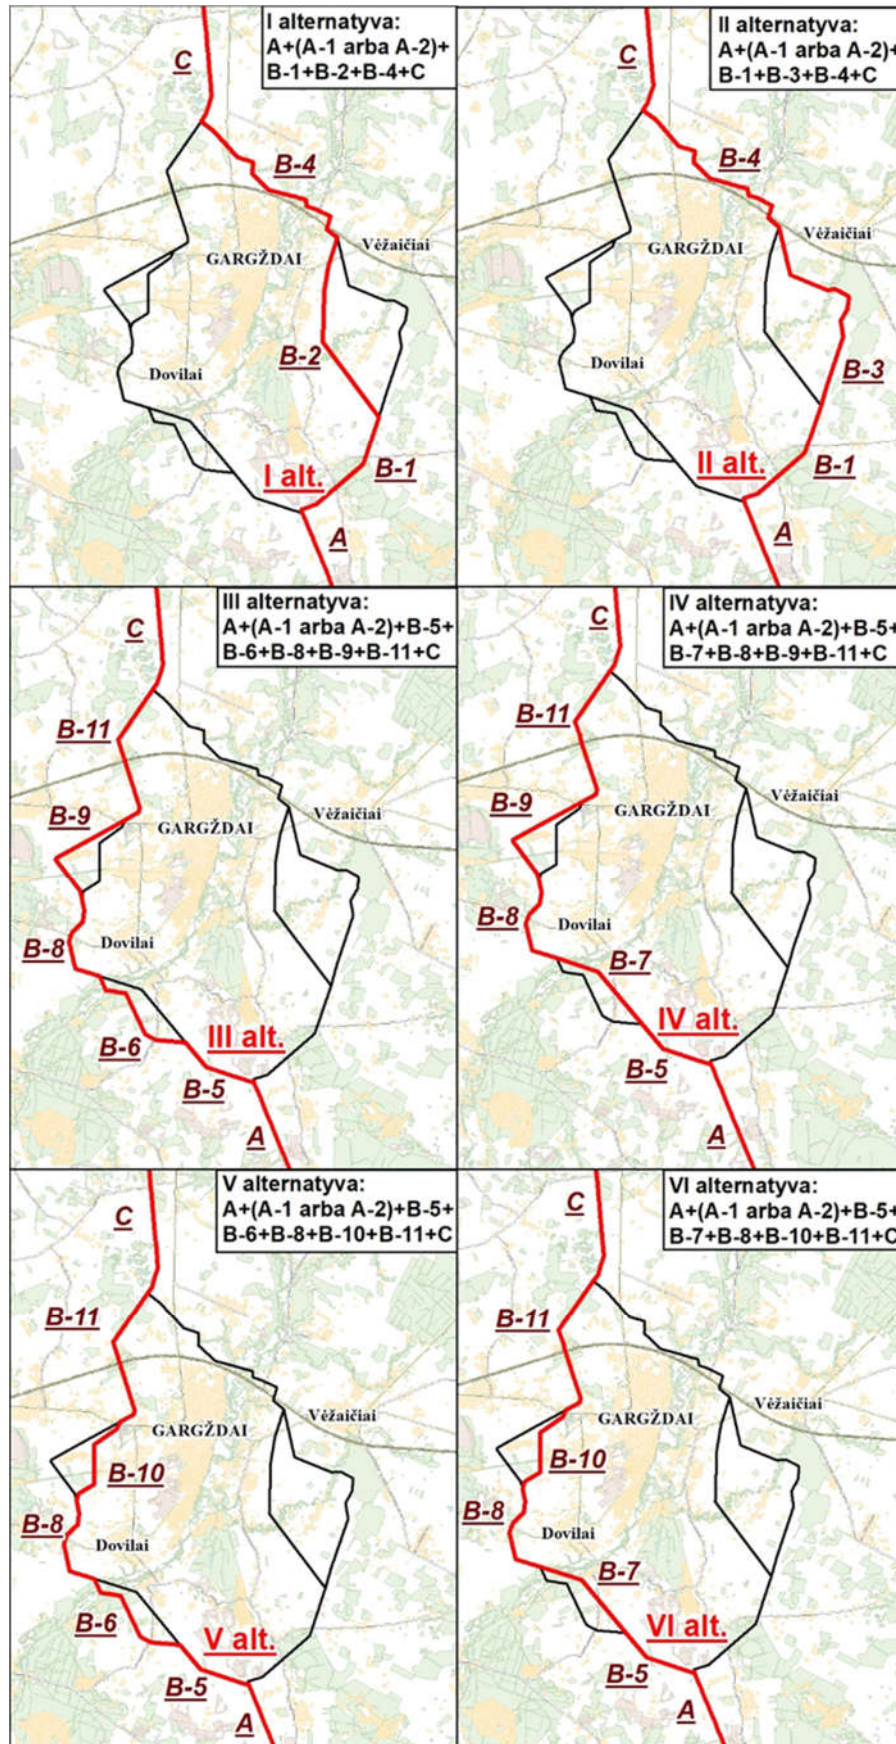 I alternatyva:
A+(A-1 arba A-2)+
B-1+B-2+B-4+C
C
B-4
Vėžaičiai
GARGŽDAI
B-2
Dovilai
B-1
I alt.
A
II alternatyva:
A+(A-1 arba A-2)+
B-1+B-3+B-4+C
C
B-4
Vėžaičiai
GARGŽDAI
B-3
Dovilai
B-1
II alt.
A
III alternatyva:
A+(A-1 arba A-2)+B-5+
B-6+B-8+B-9+B-11+C
C
B-11
B-9
Vėžaičiai
GARGŽDAI
B-8
Dovilai
B-6
III alt.
B-5
A
IV alternatyva:
A+(A-1 arba A-2)+B-5+
B-7+B-8+B-9+B-11+C
C
B-11
B-9
Vėžaičiai
GARGŽDAI
B-8
Dovilai
B-7
IV alt.
B-5
A
V alternatyva:
A+(A-1 arba A-2)+B-5+
B-6+B-8+B-10+B-11+C
C
B-11
Vėžaičiai
GARGŽDAI
B-10
B-8
Dovilai
B-6
V alt.
B-5
A
VI alternatyva:
A+(A-1 arba A-2)+B-5+
B-7+B-8+B-10+B-11+C
C
B-11
Vėžaičiai
GARGŽDAI
B-10
B-8
Dovilai
B-7
VI alt.
B-5
A